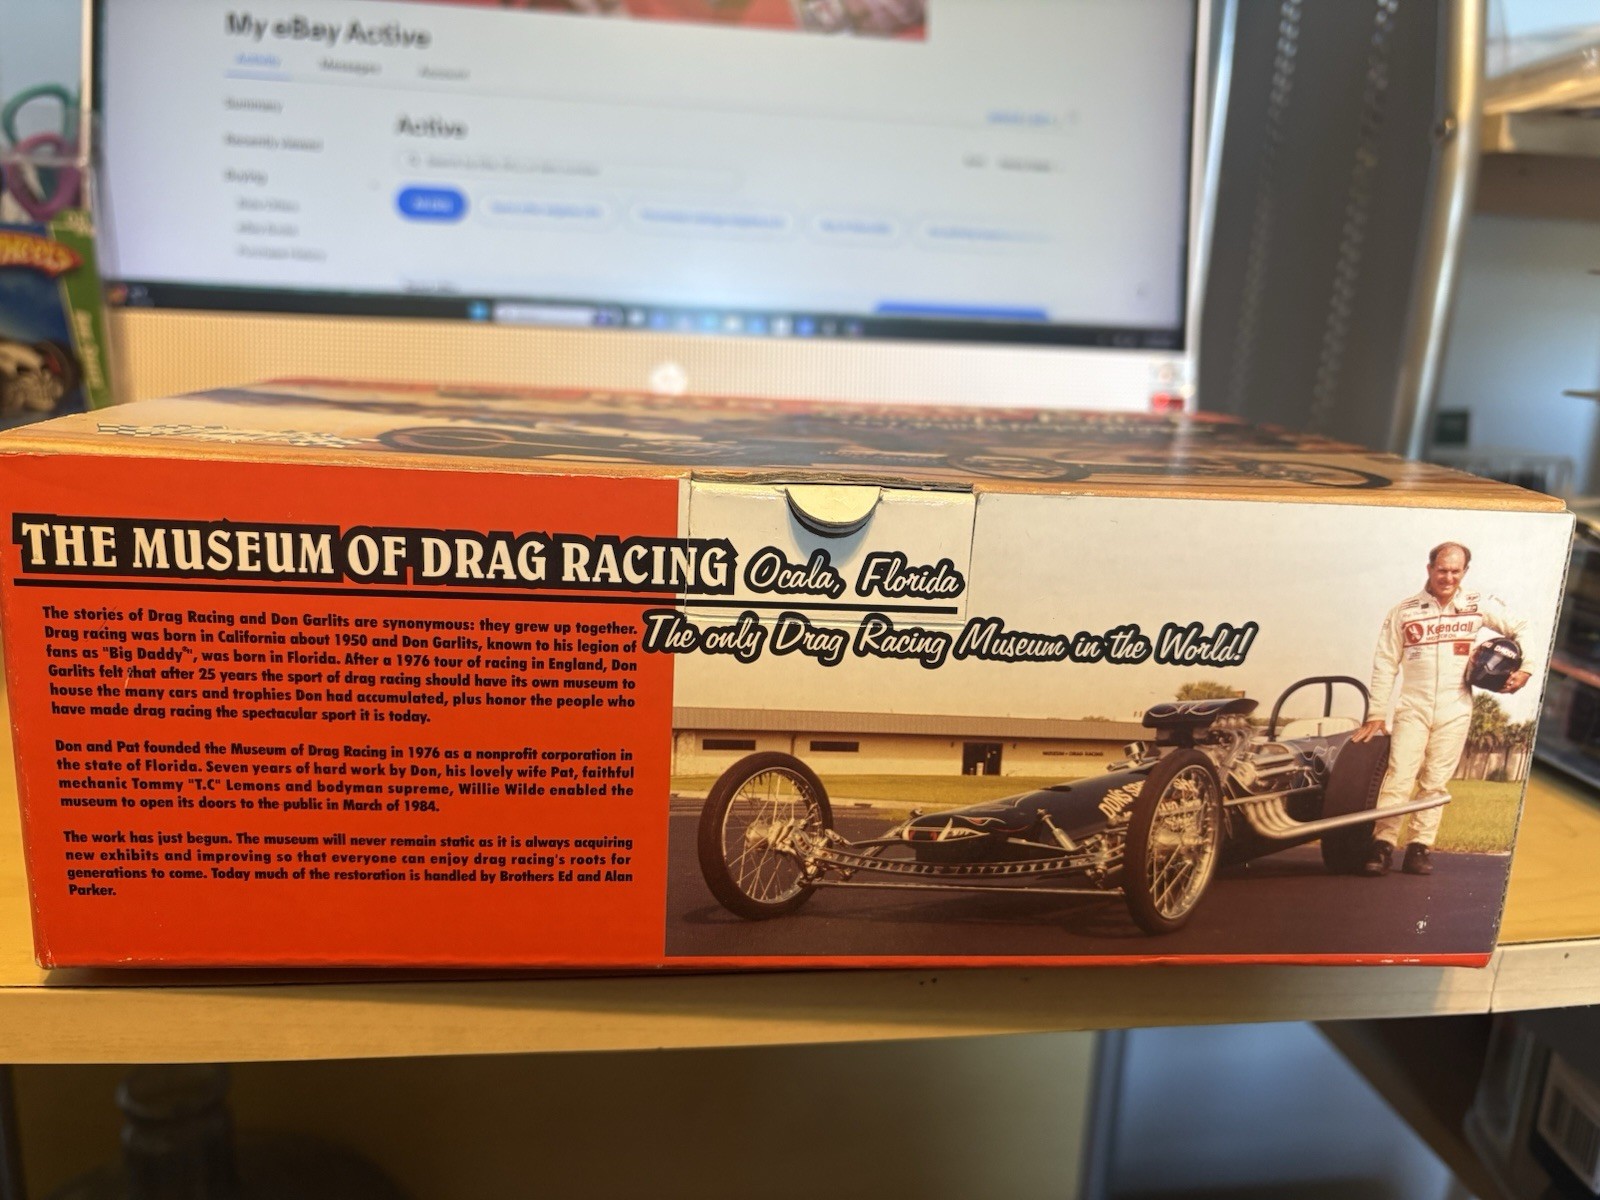 My eBay Active
Activity
Messages
Account
Summary
Recently viewed
Buying
Active
THE MUSEUM OF DRAG RACING Ocala, Florida
The only Drag Racing Museum in the World!
The stories of Drag Racing and Don Garlits are synonymous: they grew up together.
Drag racing was born in California about 1950 and Don Garlits, known to his legion of
fans as "Big Daddy®", was born in Florida. After a 1976 tour of racing in England, Don
Garlits felt that after 25 years the sport of drag racing should have its own museum to
house the many cars and trophies Don had accumulated, plus honor the people who
have made drag racing the spectacular sport it is today.
Don and Pat founded the Museum of Drag Racing in 1976 as a nonprofit corporation in
the state of Florida. Seven years of hard work by Don, his lovely wife Pat, faithful
mechanic Tommy "T.C" Lemons and bodyman supreme, Willie Wilde enabled the
museum to open its doors to the public in March of 1984.
The work has just begun. The museum will never remain static as it is always acquiring
new exhibits and improving so that everyone can enjoy drag racing's roots for
generations to come. Today much of the restoration is handled by Brothers Ed and Alan
Parker.
Kendall